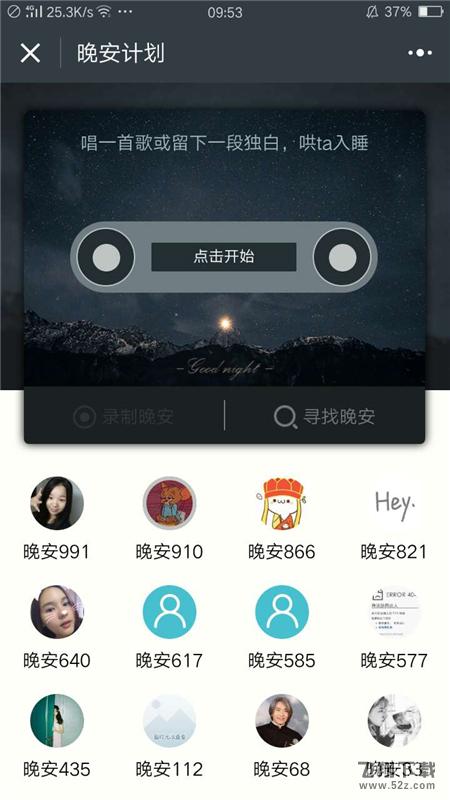 4G 25.3K/s ··· 09:53 37%
晚安计划
唱一首歌或留下一段独白，哄ta入睡
点击开始
–Good night–
录制晚安 寻找晚安
Hey.
晚安991 晚安910 晚安866 晚安821
ERROR 40-
晚安640 晚安617 晚安585 晚安577
晚安435 晚安112 晚安68
www.52z.com